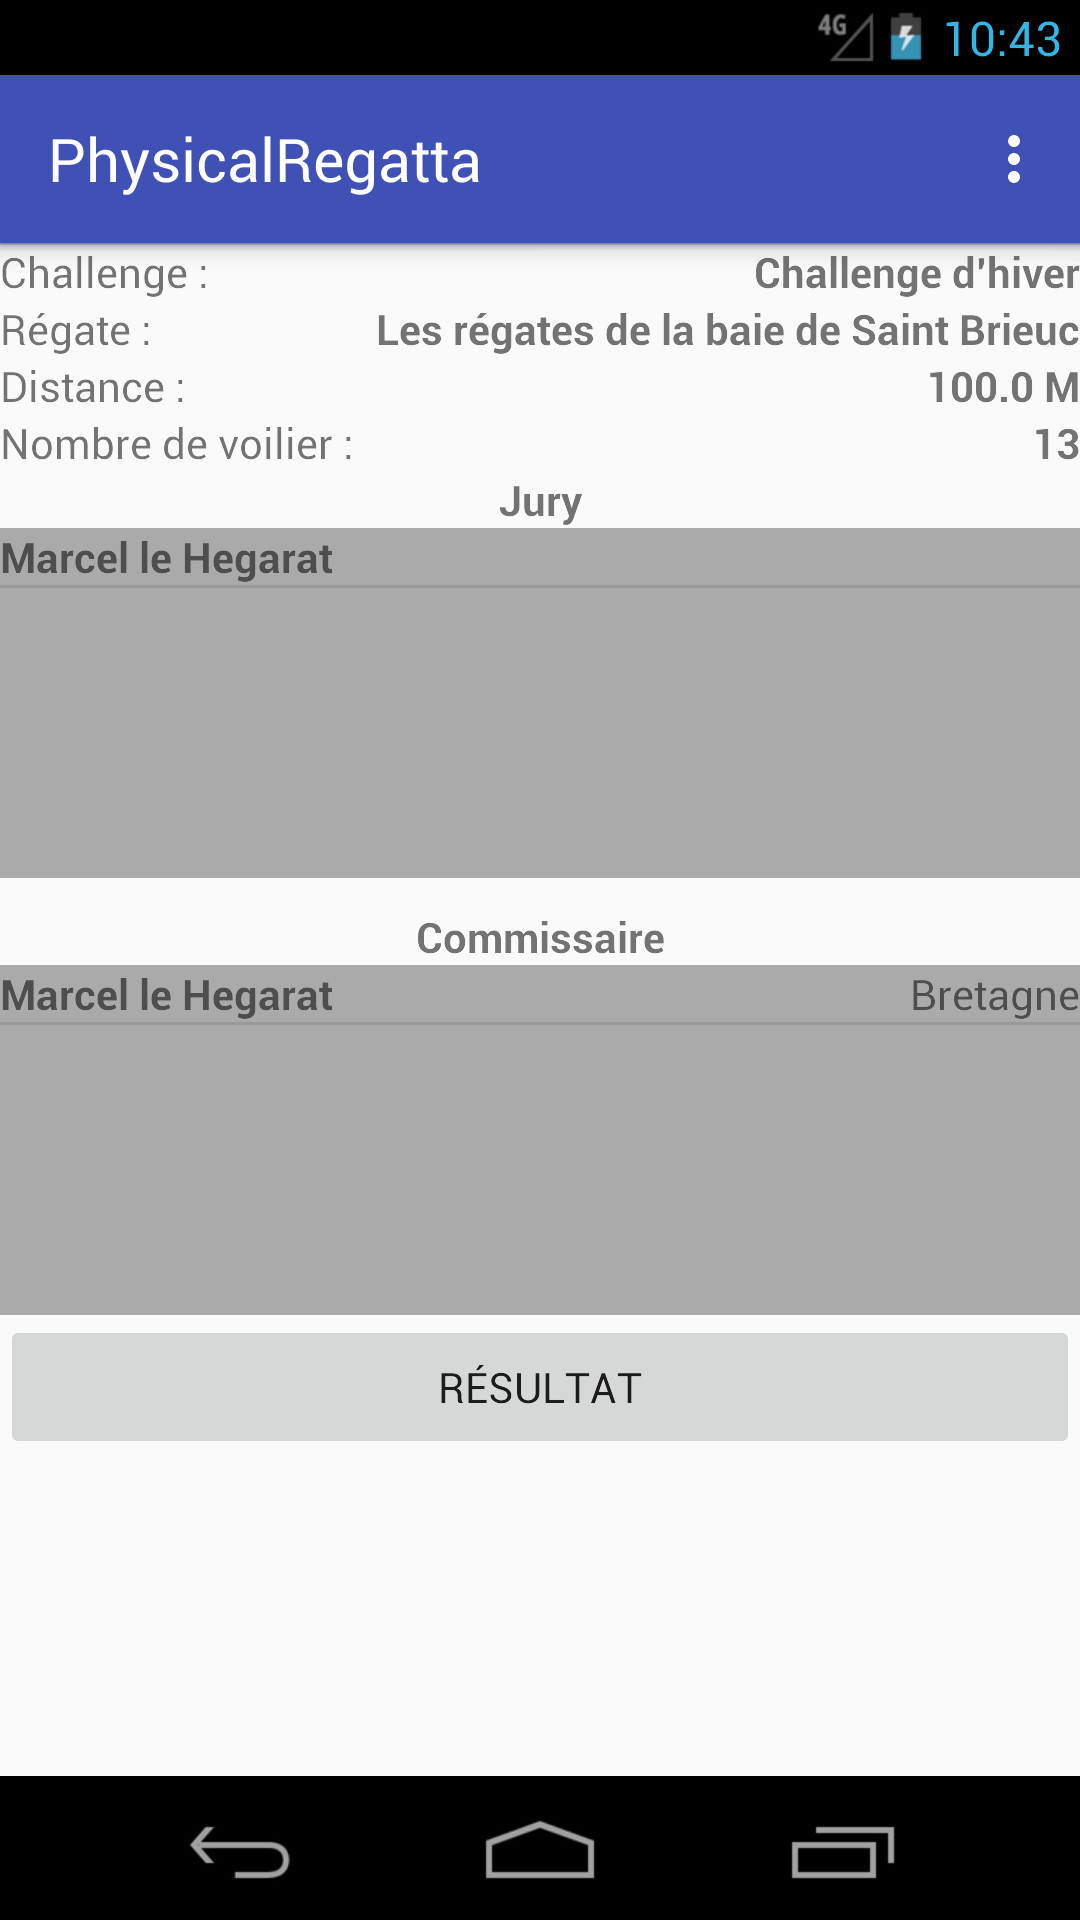 4G 10:43
PhysicalRegatta
Challenge : Challenge d'hiver
Régate : Les régates de la baie de Saint Brieuc
Distance : 100.0 M
Nombre de voilier : 13
Jury
Marcel le Hegarat
Commissaire
Marcel le Hegarat Bretagne
RÉSULTAT